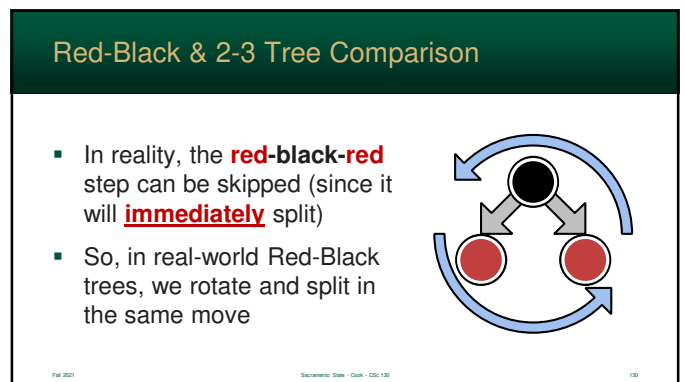 Red-Black & 2-3 Tree Comparison
▪ In reality, the red-black-red
step can be skipped (since it
will immediately split)
▪ So, in real-world Red-Black
trees, we rotate and split in
the same move
Fall 2021
Sacramento State - Cook - CSc 130
130